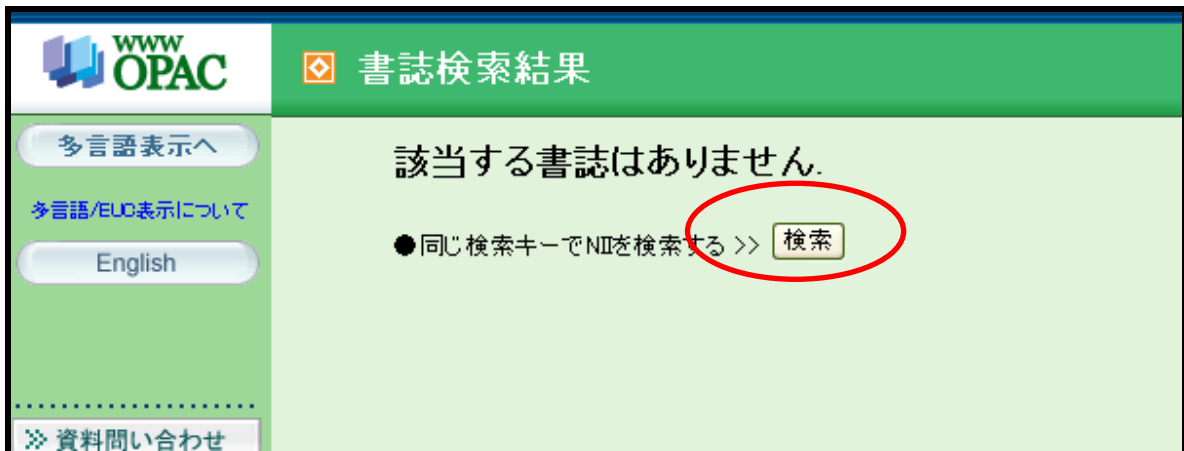 WWW
OPAC
書誌検索結果
多言語表示へ
多言語/EUC表示について
English
>> 資料問い合わせ
該当する書誌はありません.
●同じ検索キーでNIIを検索する >> 検索